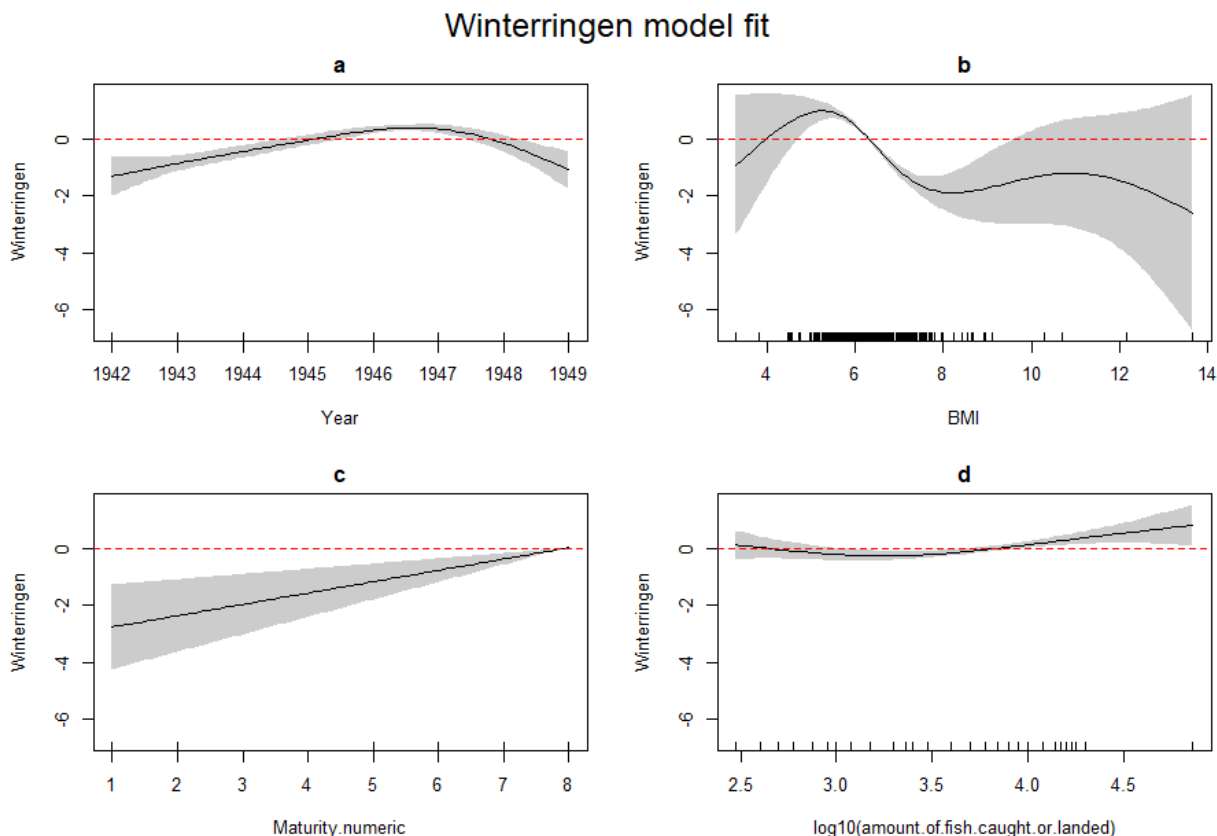 Winterringen model fit
a
Winterringen
0
-2
-4
-6
1942 1943 1944 1945 1946 1947 1948 1949
Year
b
Winterringen
0
-2
-4
-6
4 6 8 10 12 14
BMI
c
Winterringen
0
-2
-4
-6
1 2 3 4 5 6 7 8
Maturity.numeric
d
Winterringen
0
-2
-4
-6
2.5 3.0 3.5 4.0 4.5
log10(amount.of.fish.caught.or.landed)